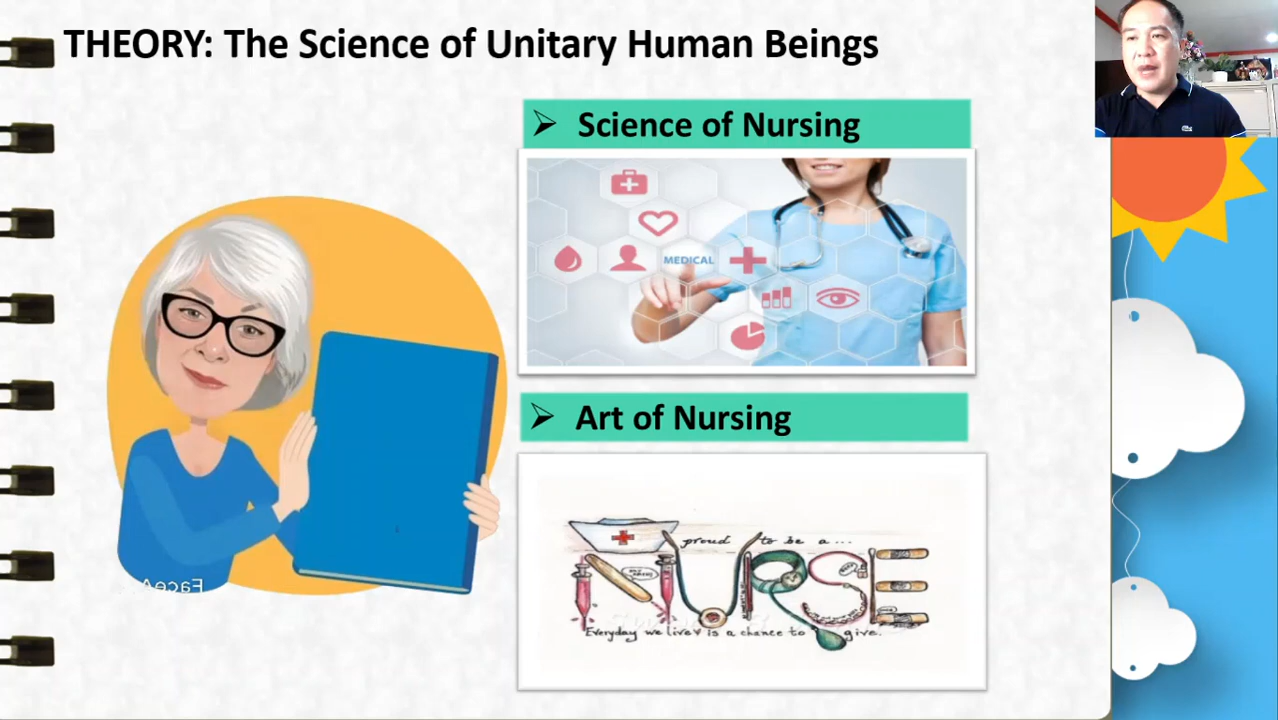 THEORY: The Science of Unitary Human Beings
➢ Science of Nursing
MEDICAL
➢ Art of Nursing
proud to be a...
NURSE
Everyday we live is a chance to give.